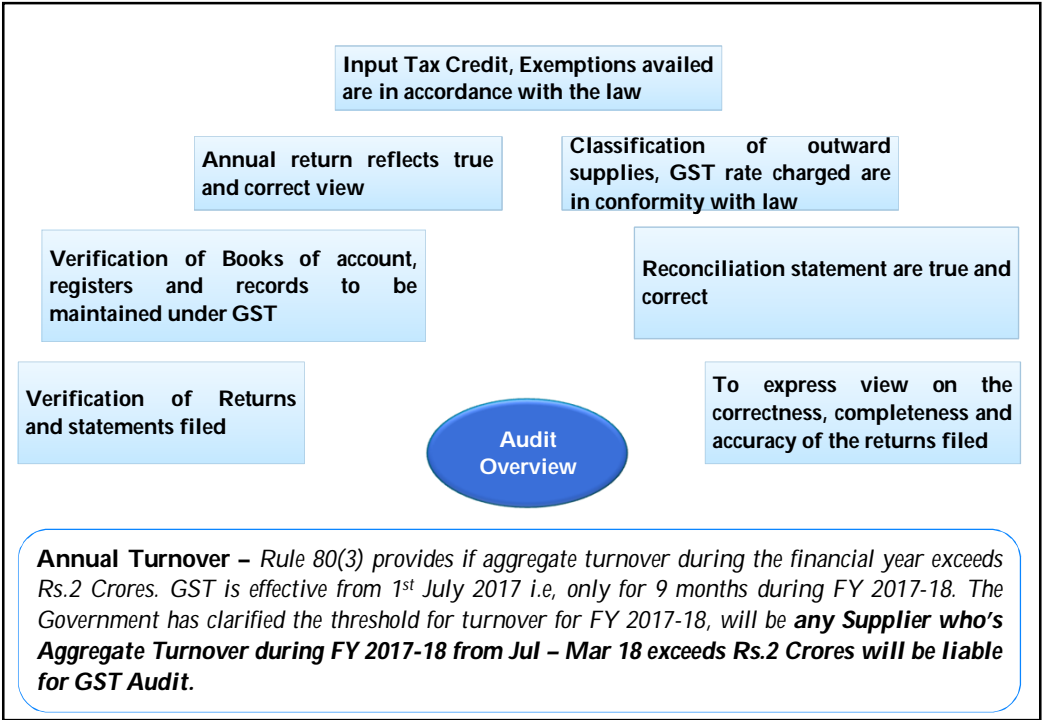 Input Tax Credit, Exemptions availed
are in accordance with the law
Annual return reflects true
and correct view
Classification of outward
supplies, GST rate charged are
in conformity with law
Verification of Books of account,
registers and records to be
maintained under GST
Reconciliation statement are true and
correct
Verification of Returns
and statements filed
To express view on the
correctness, completeness and
accuracy of the returns filed
Audit
Overview
Annual Turnover – Rule 80(3) provides if aggregate turnover during the financial year exceeds
Rs.2 Crores. GST is effective from 1st July 2017 i.e, only for 9 months during FY 2017-18. The
Government has clarified the threshold for turnover for FY 2017-18, will be any Supplier who's
Aggregate Turnover during FY 2017-18 from Jul – Mar 18 exceeds Rs.2 Crores will be liable
for GST Audit.